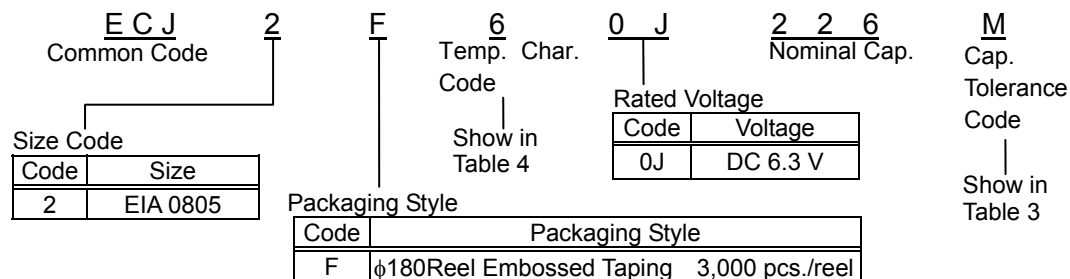 E C J 2 F 6 0 J 2 2 6 M
Common Code Temp. Char. Nominal Cap. Cap.
Code Tolerance
Rated Voltage Code
Code Voltage
0J DC 6.3 V
Size Code
Code Size
2 EIA 0805
Show in
Table 4
Show in
Table 3
Packaging Style
Code Packaging Style
F ϕ180Reel Embossed Taping 3,000 pcs./reel